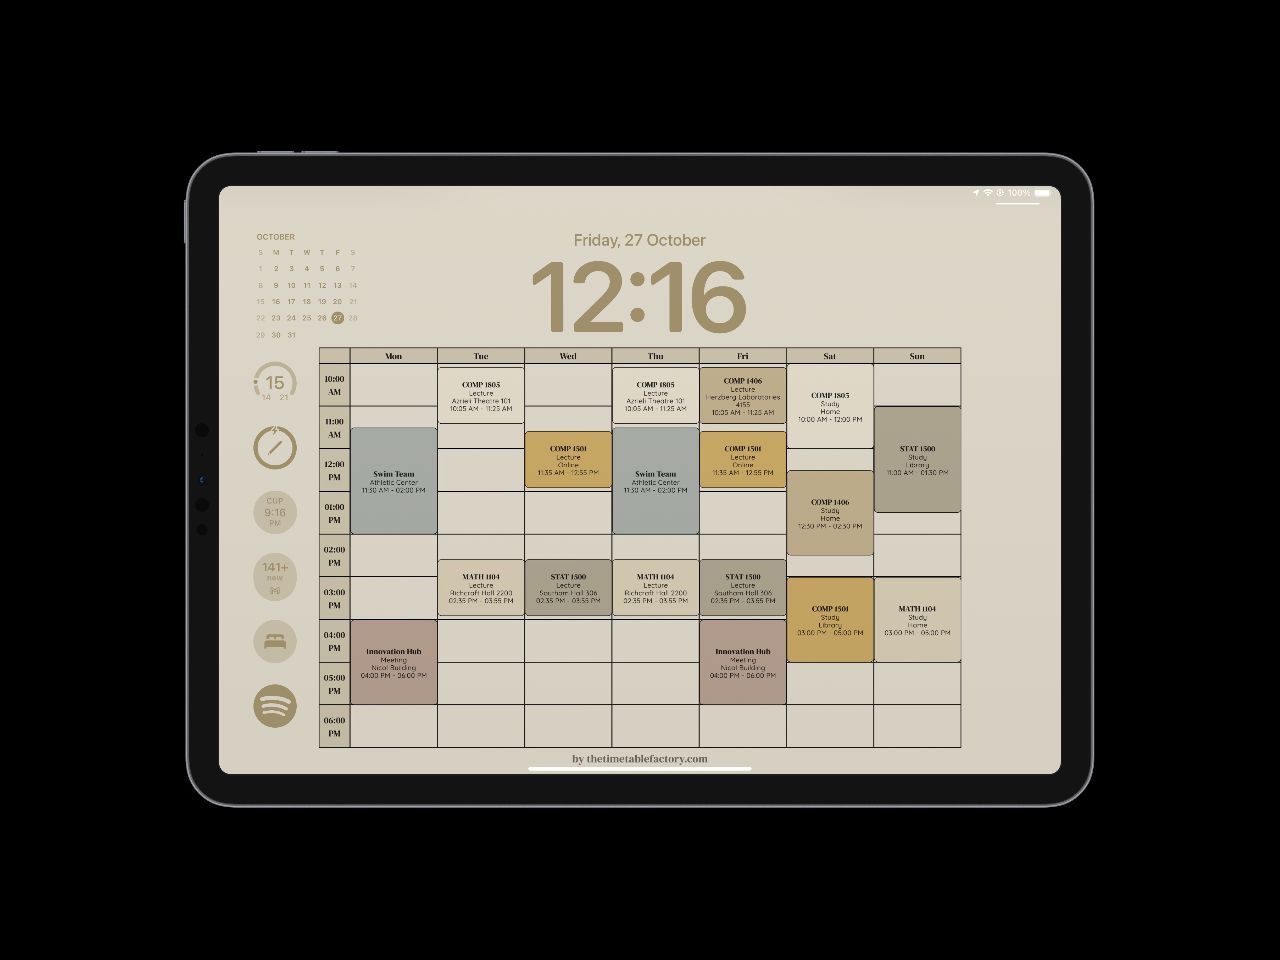 100%
OCTOBER
S M T W T F S
1 2 3 4 5 6 7
8 9 10 11 12 13 14
15 16 17 18 19 20 21
22 23 24 25 26 27 28
29 30 31
Friday, 27 October
12:16
15
14 21
CUP
9:16
PM
141+
new
Mon Tue Wed Thu Fri Sat Sun
10:00
AM
11:00
AM
12:00
PM
01:00
PM
02:00
PM
03:00
PM
04:00
PM
05:00
PM
06:00
PM
Swim Team
Athletic Center
11:30 AM - 02:00 PM
Innovation Hub
Meeting
Nicol Building
04:00 PM - 06:00 PM
COMP 1805
Lecture
Azrieli Theatre 101
10:05 AM - 11:25 AM
MATH 1104
Lecture
Richcraft Hall 2200
02:35 PM - 03:55 PM
COMP 1501
Lecture
Online
11:35 AM - 12:55 PM
STAT 1500
Lecture
Southam Hall 306
02:35 PM - 03:55 PM
COMP 1805
Lecture
Azrieli Theatre 101
10:05 AM - 11:25 AM
Swim Team
Athletic Center
11:30 AM - 02:00 PM
MATH 1104
Lecture
Richcraft Hall 2200
02:35 PM - 03:55 PM
COMP 1406
Lecture
Herzberg Laboratories
4155
10:05 AM - 11:25 AM
COMP 1501
Lecture
Online
11:35 AM - 12:55 PM
STAT 1500
Lecture
Southam Hall 306
02:35 PM - 03:55 PM
Innovation Hub
Meeting
Nicol Building
04:00 PM - 06:00 PM
COMP 1805
Study
Home
10:00 AM - 12:00 PM
COMP 1406
Study
Home
12:30 PM - 02:30 PM
COMP 1501
Study
Library
03:00 PM - 05:00 PM
STAT 1500
Study
Library
11:00 AM - 01:30 PM
MATH 1104
Study
Home
03:00 PM - 05:00 PM
by thetimetablefactory.com